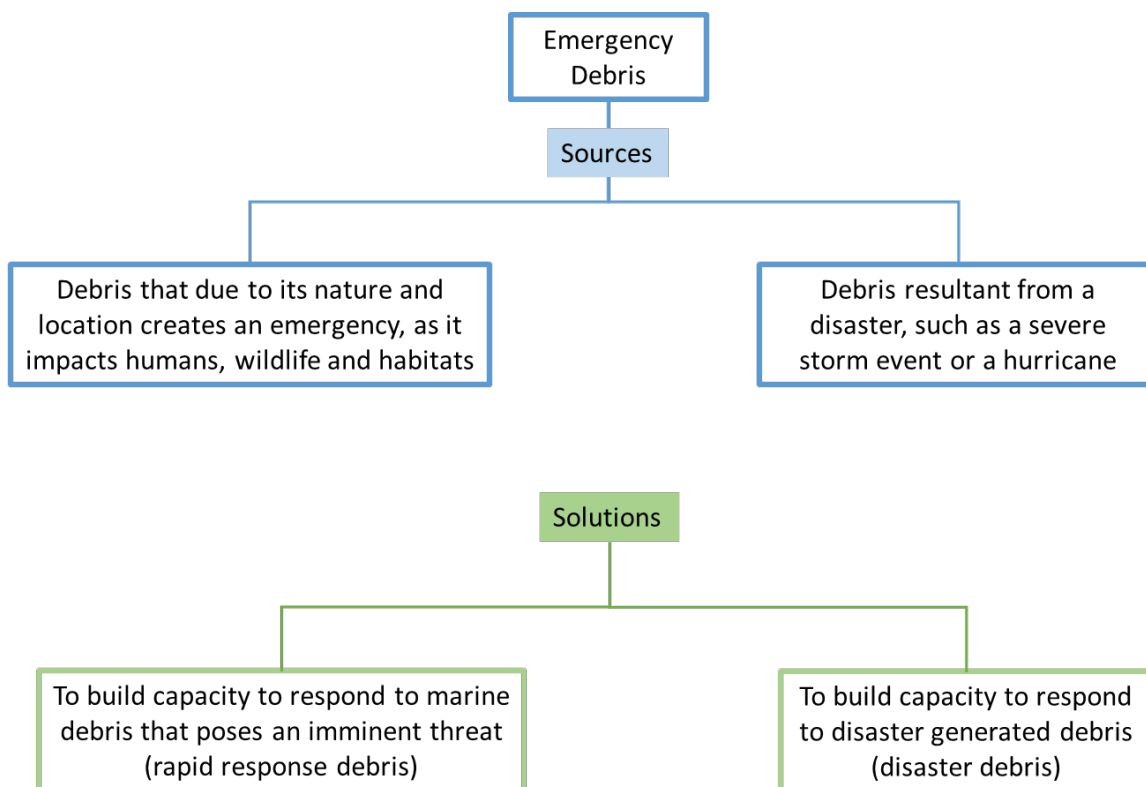 Emergency
Debris
Sources
Debris that due to its nature and
location creates an emergency, as it
impacts humans, wildlife and habitats
Debris resultant from a
disaster, such as a severe
storm event or a hurricane
Solutions
To build capacity to respond to marine
debris that poses an imminent threat
(rapid response debris)
To build capacity to respond
to disaster generated debris
(disaster debris)